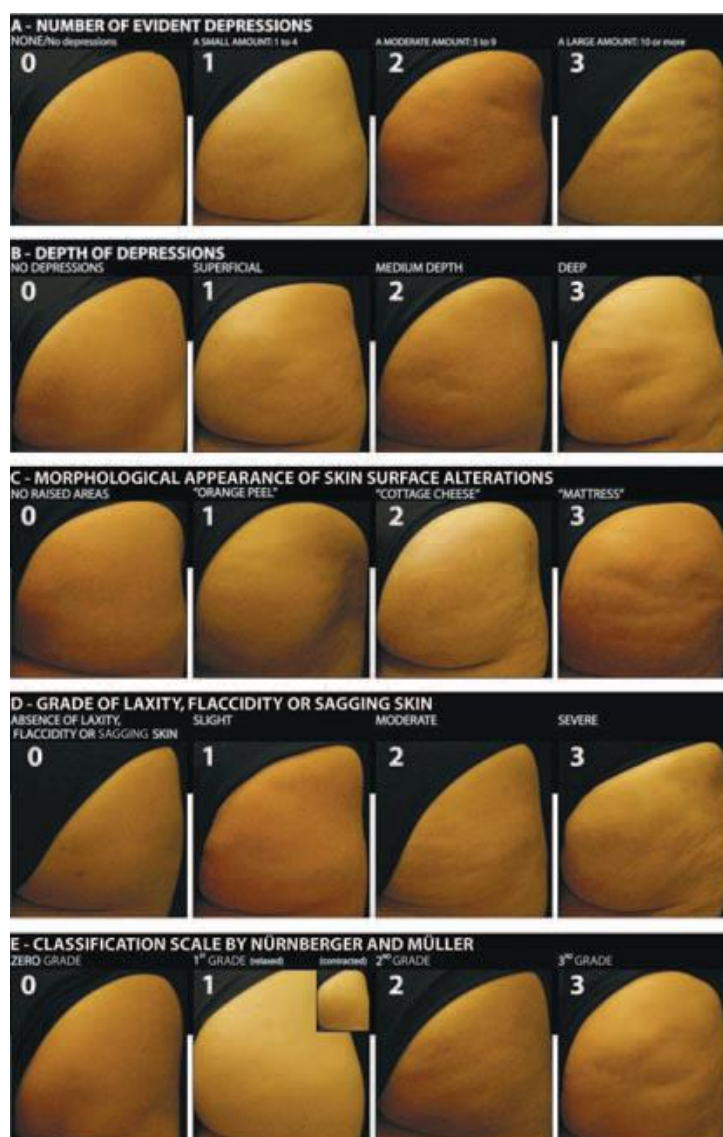 A - NUMBER OF EVIDENT DEPRESSIONS
NONE/No depressions A SMALL AMOUNT: 1 to 4 A MODERATE AMOUNT: 5 to 9 A LARGE AMOUNT: 10 or more
0 1 2 3
B - DEPTH OF DEPRESSIONS
NO DEPRESSIONS SUPERFICIAL MEDIUM DEPTH DEEP
0 1 2 3
C - MORPHOLOGICAL APPEARANCE OF SKIN SURFACE ALTERATIONS
NO RAISED AREAS "ORANGE PEEL" "COTTAGE CHEESE" "MATTRESS"
0 1 2 3
D - GRADE OF LAXITY, FLACCIDITY OR SAGGING SKIN
ABSENCE OF LAXITY, SLIGHT MODERATE SEVERE
FLACCIDITY OR SAGGING SKIN
0 1 2 3
E - CLASSIFICATION SCALE BY NÜRNBERGER AND MÜLLER
ZERO GRADE 1ST GRADE (relaxed) (contracted) 2ND GRADE 3RD GRADE
0 1 2 3